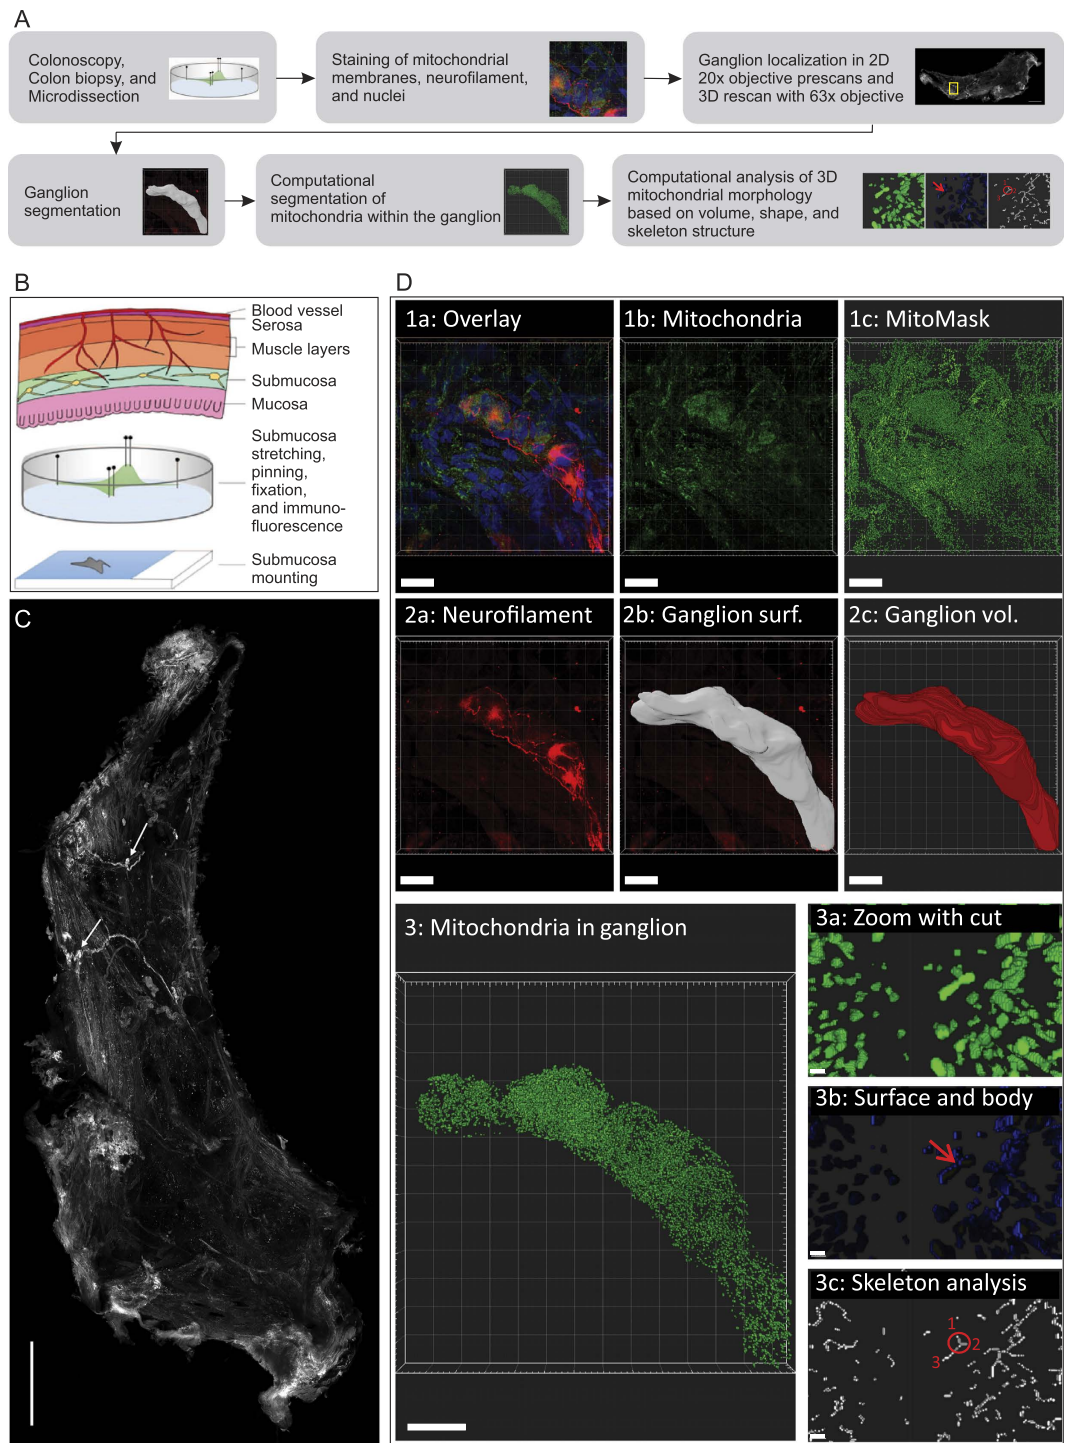 A
Colonoscopy,
Colon biopsy, and
Microdissection
Staining of mitochondrial
membranes, neurofilament,
and nuclei
Ganglion localization in 2D
20x objective prescans and
3D rescan with 63x objective
Ganglion
segmentation
Computational
segmentation of
mitochondria within the ganglion
Computational analysis of 3D
mitochondrial morphology
based on volume, shape, and
skeleton structure
B
Blood vessel
Serosa
Muscle layers
Submucosa
Mucosa
Submucosa
stretching,
pinning,
fixation,
and immuno-
fluorescence
Submucosa
mounting
C
D
1a: Overlay
1b: Mitochondria
1c: MitoMask
2a: Neurofilament
2b: Ganglion surf.
2c: Ganglion vol.
3: Mitochondria in ganglion
3a: Zoom with cut
3b: Surface and body
3c: Skeleton analysis
1
2
3